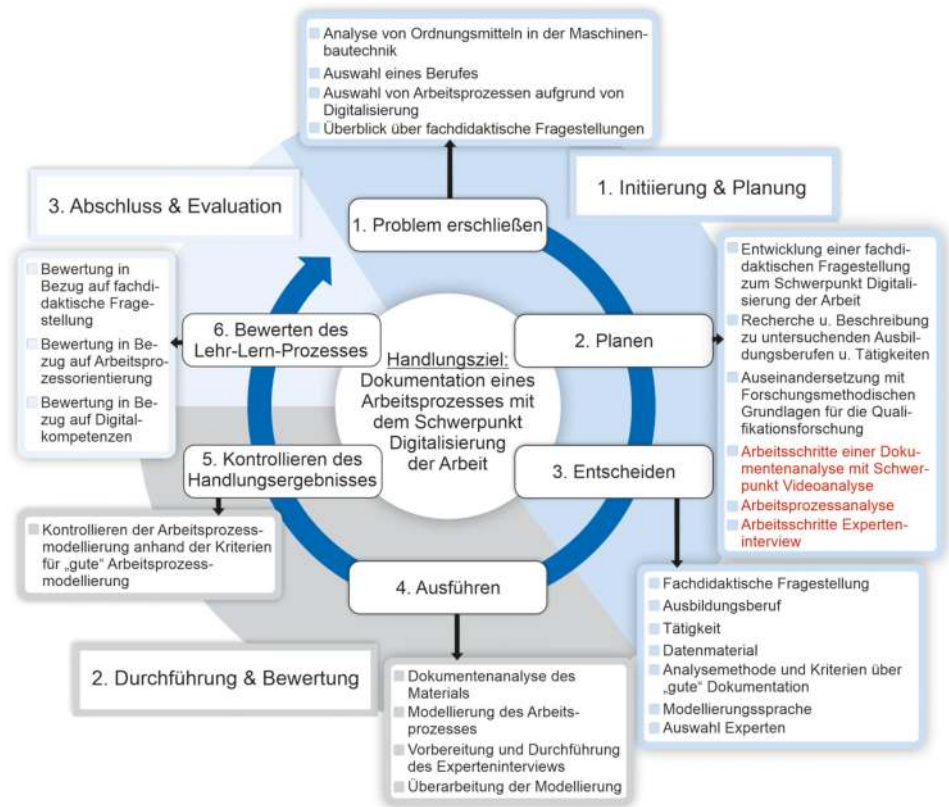 Analyse von Ordnungsmitteln in der Maschinen-
bautechnik
Auswahl eines Berufes
Auswahl von Arbeitsprozessen aufgrund von
Digitalisierung
Überblick über fachdidaktische Fragestellungen
1. Initiierung & Planung
3. Abschluss & Evaluation
1. Problem erschließen
Entwicklung einer fachdi-
daktischen Fragestellung
zum Schwerpunkt Digitali-
sierung der Arbeit
Recherche u. Beschreibung
zu untersuchenden Ausbil-
dungsberufen u. Tätigkeiten
Auseinandersetzung mit
Forschungsmethodischen
Grundlagen für die Quali-
fikationsforschung
Arbeitsschritte einer Doku-
mentenanalyse mit Schwer-
punkt Videoanalyse
Arbeitsprozessanalyse
Arbeitsschritte Experten-
interview
2. Planen
Handlungsziel:
Dokumentation eines
Arbeitsprozesses mit
dem Schwerpunkt
Digitalisierung
der Arbeit
Bewertung in
Bezug auf fachdi-
daktische Frage-
stellung
Bewertung in Be-
zug auf Arbeitspro-
zessorientierung
Bewertung in Be-
zug auf Digital-
kompetenzen
6. Bewerten des
Lehr-Lern-Prozesses
3. Entscheiden
5. Kontrollieren des
Handlungsergebnisses
Kontrollieren der Arbeitsprozess-
modellierung anhand der Kriterien
für „gute“ Arbeitsprozess-
modellierung
4. Ausführen
Fachdidaktische Fragestellung
Ausbildungsberuf
Tätigkeit
Datenmaterial
Analysemethode und Kriterien über
„gute“ Dokumentation
Modellierungssprache
Auswahl Experten
2. Durchführung & Bewertung
Dokumentenanalyse des
Materials
Modellierung des Arbeits-
prozesses
Vorbereitung und Durchführung
des Experteninterviews
Überarbeitung der Modellierung